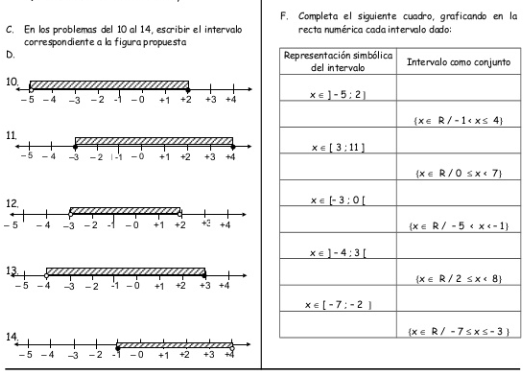 C. En los problemas del 10 al 14, escribir el intervalo
correspondiente a la figura propuesta
D.
10.
-5 -4 -3 -2 -1 -0 +1 +2 +3 +4
11.
-5 -4 -3 -2 -1 -0 +1 +2 +3 +4
12.
-5 -4 -3 -2 -1 -0 +1 +2 +3 +4
13.
-5 -4 -3 -2 -1 -0 +1 +2 +3 +4
14.
-5 -4 -3 -2 -1 -0 +1 +2 +3 +4
F. Completa el siguiente cuadro, graficando en la
recta numérica cada intervalo dado:
Representación simbólica
del intervalo
Intervalo como conjunto
x ∈ ] - 5 ; 2 ]
{x ∈ R / - 1 < x ≤ 4}
x ∈ [ 3 ; 11 ]
{x ∈ R / 0 ≤ x < 7}
x ∈ [- 3 ; 0 [
{x ∈ R / - 5 < x < - 1}
x ∈ ] - 4 ; 3 [
{x ∈ R / 2 ≤ x < 8}
x ∈ [ - 7 ; - 2 ]
{x ∈ R / - 7 ≤ x ≤ - 3 }